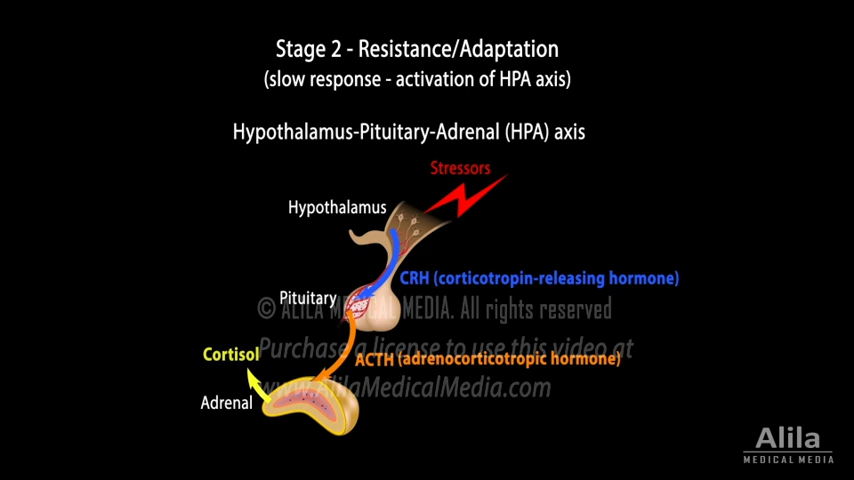 Stage 2 - Resistance/Adaptation
(slow response - activation of HPA axis)
Hypothalamus-Pituitary-Adrenal (HPA) axis
Stressors
Hypothalamus
CRH (corticotropin-releasing hormone)
Pituitary
© ALILA MEDICAL MEDIA. All rights reserved
Purchase a license to use this video at
Cortisol
ACTH (adrenocorticotropic hormone)
www.AlilaMedicalMedia.com
Adrenal
Alila
MEDICAL MEDIA